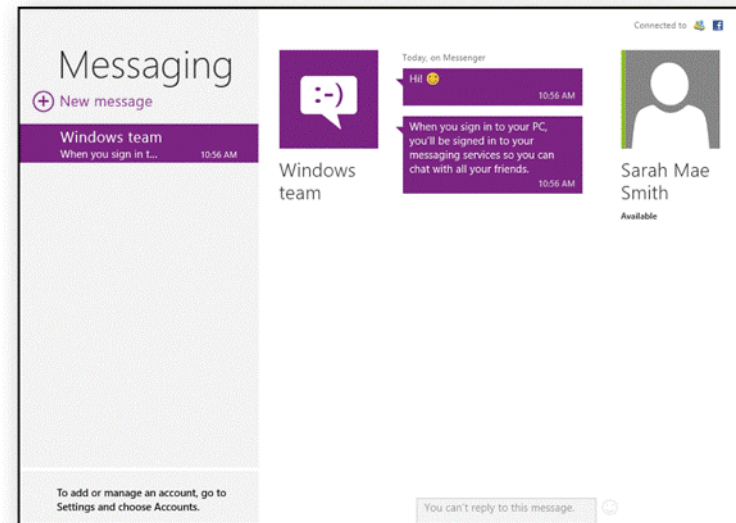 Connected to
Messaging
New message
Windows team
When you sign in t... 10:56 AM
To add or manage an account, go to
Settings and choose Accounts.
:-)
Windows
team
Today, on Messenger
Hi!
10:56 AM
When you sign in to your PC,
you'll be signed in to your
messaging services so you can
chat with all your friends.
10:56 AM
You can't reply to this message.
Sarah Mae
Smith
Available